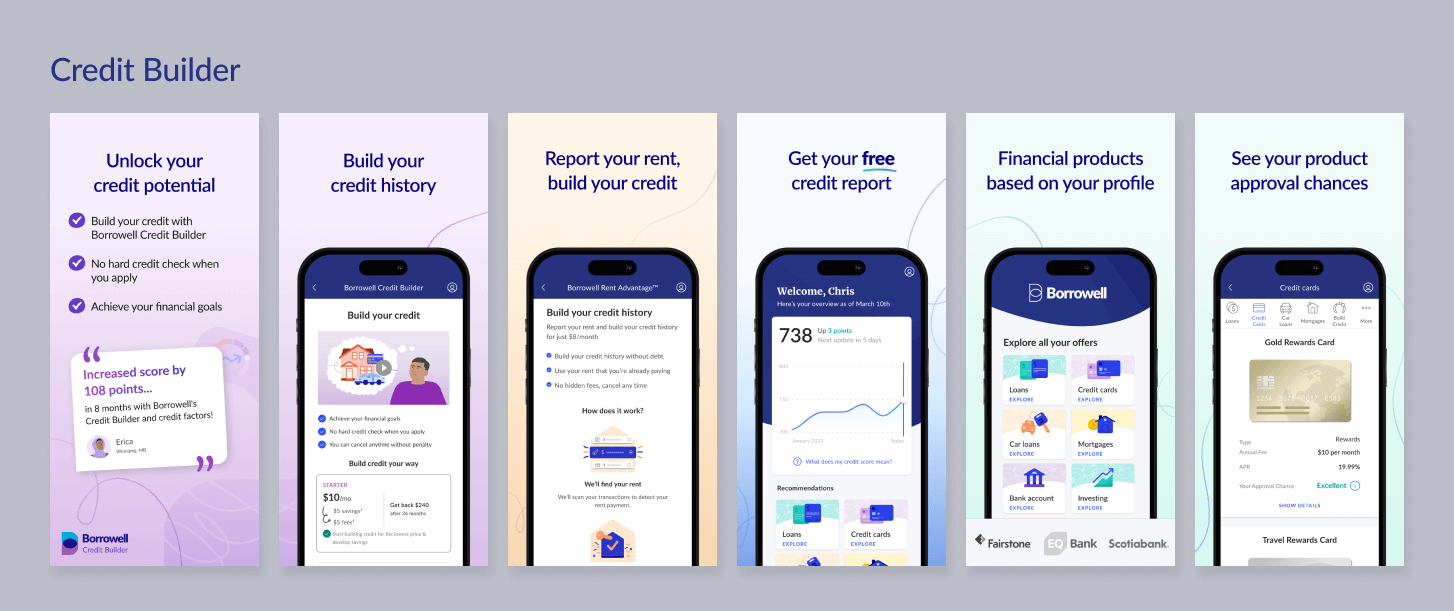 Credit Builder
Unlock your
credit potential
Build your credit with
Borrowell Credit Builder
No hard credit check when
you apply
Achieve your financial goals
Increased score by
108 points...
in 8 months with Borrowell's
Credit Builder and credit factors!
Erica
Winnipeg, MB
Borrowell
Credit Builder
Build your
credit history
Borrowell Credit Builder
Build your credit
Achieve your financial goals
No hard credit check when you apply
You can cancel anytime without penalty
Build credit your way
STARTER
$10/mo
$5 savings¹
$5 fees¹
Get back $240
after 36 months
Start building credit for the lowest price &
develop savings
Report your rent,
build your credit
Borrowell Rent Advantage™
Build your credit history
Report your rent and build your credit history
for just $8/month
Build your credit history without debt
Use your rent that you're already paying
No hidden fees, cancel any time
How does it work?
We'll find your rent
We'll scan your transactions to detect your
rent payment.
Get your free
credit report
Welcome, Chris
Here's your overview as of March 10th
738
Up 3 points
Next update in 5 days
750
700
January 2023
Today
What does my credit score mean?
Recommendations
Loans
EXPLORE
Credit cards
EXPLORE
Financial products
based on your profile
Borrowell
Explore all your offers
Loans
EXPLORE
Credit cards
EXPLORE
Car loans
EXPLORE
Mortgages
EXPLORE
Bank account
EXPLORE
Investing
EXPLORE
Fairstone
EQ Bank
Scotiabank
See your product
approval chances
Credit cards
Loans
Credit
Cards
Car
Loans
Mortgages
Build
Credit
More
Gold Rewards Card
Type
Rewards
Annual Fee
$10 per month
APR
19.99%
Your Approval Chance
Excellent
SHOW DETAILS
Travel Rewards Card